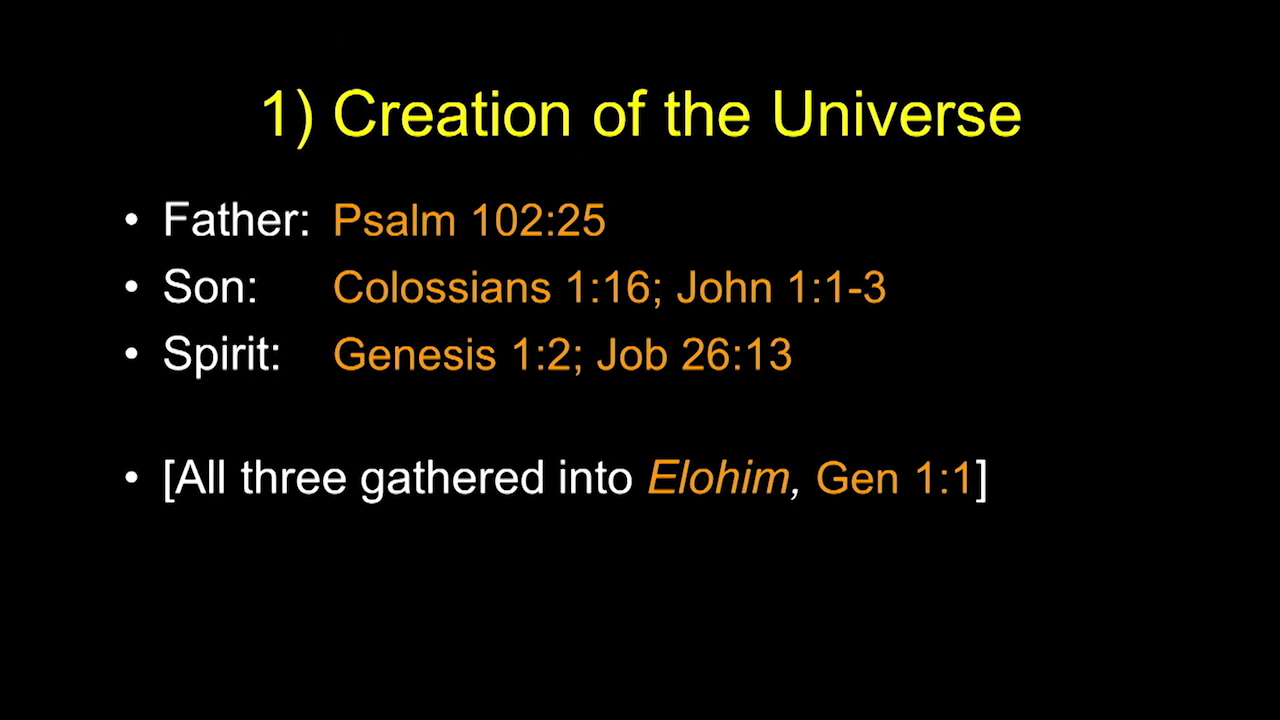 1) Creation of the Universe
• Father: Psalm 102:25
• Son: Colossians 1:16; John 1:1-3
• Spirit: Genesis 1:2; Job 26:13
• [All three gathered into Elohim, Gen 1:1]